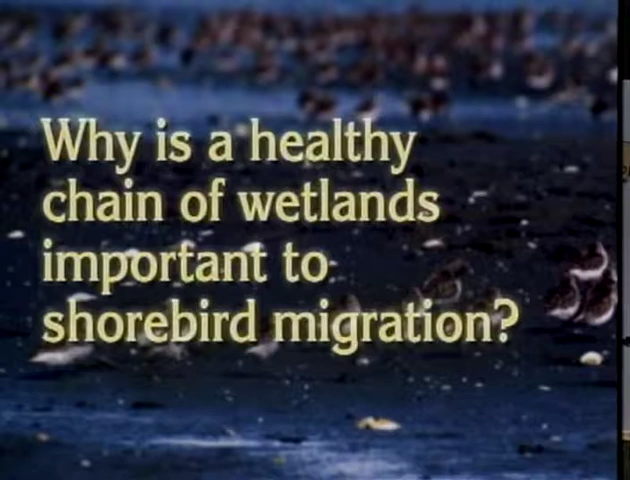 Why is a healthy
chain of wetlands
important to
shorebird migration?